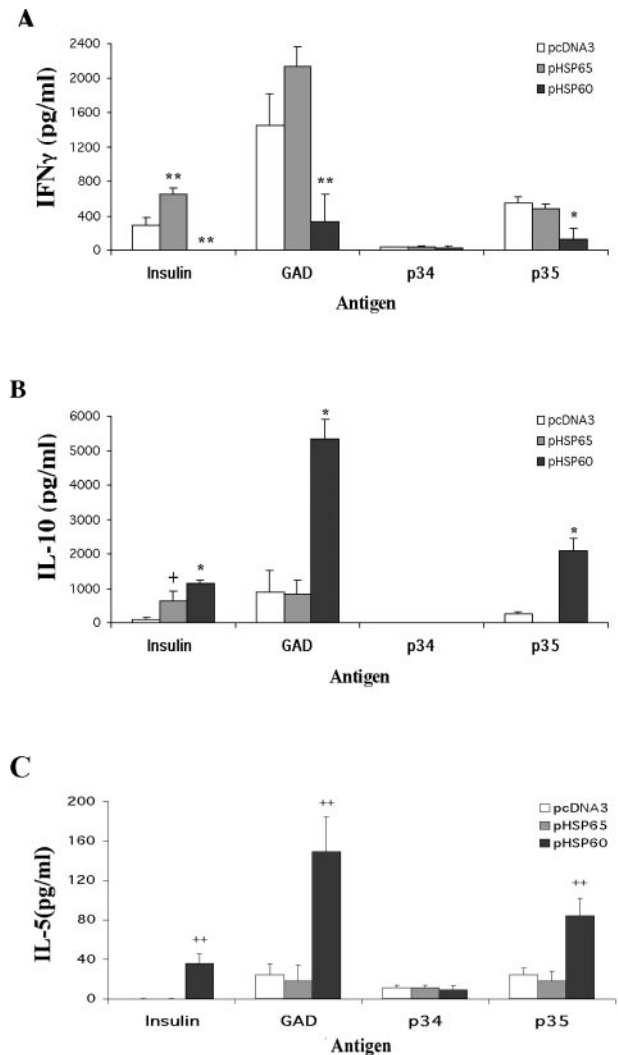 A
IFNγ (pg/ml)
2400
2000
1600
1200
800
400
0
pcDNA3
pHSP65
pHSP60
**
**
**
*
Insulin GAD p34 p35
Antigen
B
IL-10 (pg/ml)
6000
5000
4000
3000
2000
1000
0
pcDNA3
pHSP65
pHSP60
+
*
*
*
Insulin GAD p34 p35
Antigen
C
IL-5(pg/ml)
200
160
120
80
40
0
pcDNA3
pHSP65
pHSP60
++
++
++
Insulin GAD p34 p35
Antigen